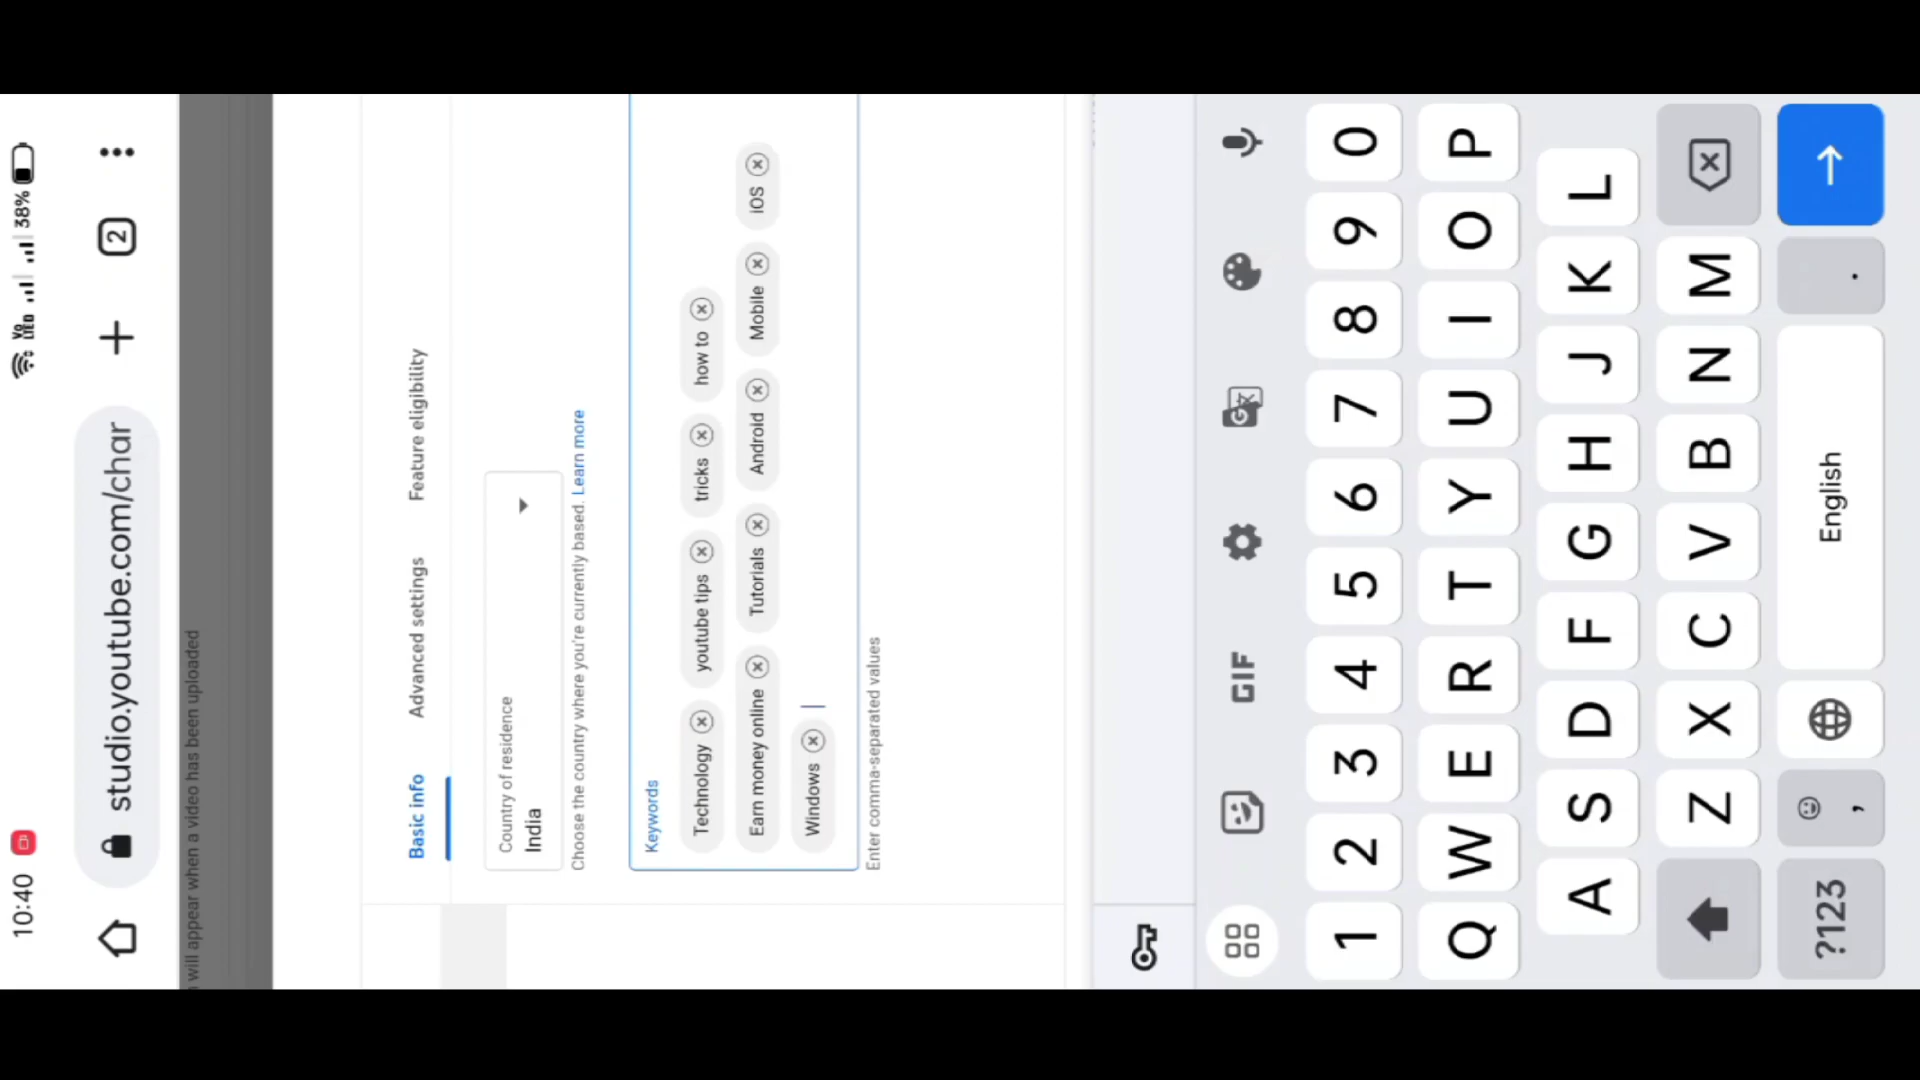 10:40
VO LTE
38%
studio.youtube.com/char
2
will appear when a video has been uploaded
Basic info Advanced settings Feature eligibility
Country of residence
India
Choose the country where you're currently based. Learn more
Keywords
Technology youtube tips tricks how to
Earn money online Tutorials Android Mobile iOS
Windows
Enter comma-separated values
GIF
1 2 3 4 5 6 7 8 9 0
Q W E R T Y U I O P
A S D F G H J K L
Z X C V B N M
?123 , English .